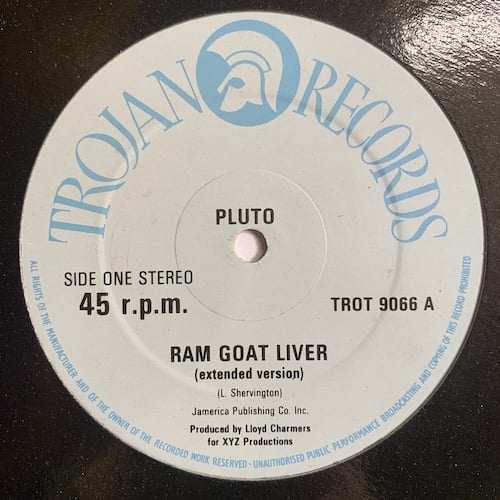 TROJAN RECORDS
PLUTO
SIDE ONE STEREO
45 r.p.m.
TROT 9066 A
RAM GOAT LIVER
(extended version)
(L. Shervington)
Jamerica Publishing Co. Inc.
Produced by Lloyd Charmers
for XYZ Productions
ALL RIGHTS OF THE MANUFACTURER AND OF THE OWNER OF THE RECORDED WORK RESERVED - UNAUTHORISED PUBLIC PERFORMANCE BROADCASTING AND COPYING OF THIS RECORD PROHIBITED